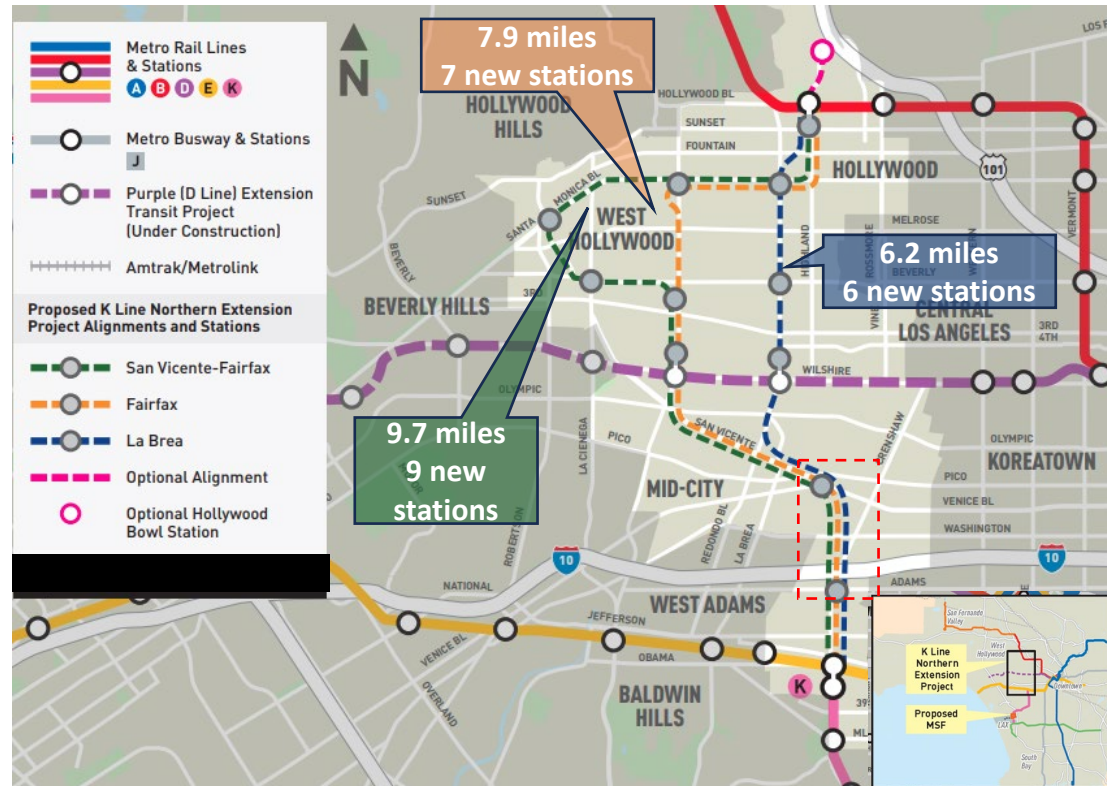 Metro Rail Lines
& Stations
A B D E K
Metro Busway & Stations
J
Purple (D Line) Extension
Transit Project
(Under Construction)
Amtrak/Metrolink
Proposed K Line Northern Extension
Project Alignments and Stations
San Vicente-Fairfax
Fairfax
La Brea
Optional Alignment
Optional Hollywood
Bowl Station
N
7.9 miles
7 new stations
HOLLYWOOD
HILLS
HOLLYWOOD BL
SUNSET
FOUNTAIN
HOLLYWOOD
101
SUNSET
SANTA MONICA BL
WEST
HOLLYWOOD
MELROSE
VERMONT
BEVERLY
HIGHLAND
ROSSMORE
BEVERLY
WESTERN
6.2 miles
6 new stations
BEVERLY HILLS
3RD
CENTRAL
LOS ANGELES
3RD
4TH
WILSHIRE
OLYMPIC
9.7 miles
9 new
stations
LA CIENEGA
PICO
SAN VICENTE
CRENSHAW
OLYMPIC
KOREATOWN
MID-CITY
PICO
VENICE BL
WASHINGTON
ROBERTSON
REDONDO BL
LA BREA
10
10
NATIONAL
ADAMS
WEST ADAMS
JEFFERSON
VENICE BL
OBAMA
OVERLAND
BALDWIN
HILLS
K
39
ML
San Fernando
Valley
West
Hollywood
K Line
Northern
Extension
Project
Downtown
Proposed
MSF
LAX
South
Bay